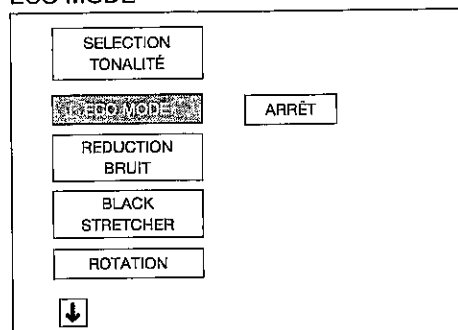 ECO MODE
SELECTION
TONALITÉ
ECO MODE
ARRÊT
REDUCTION
BRUIT
BLACK
STRETCHER
ROTATION